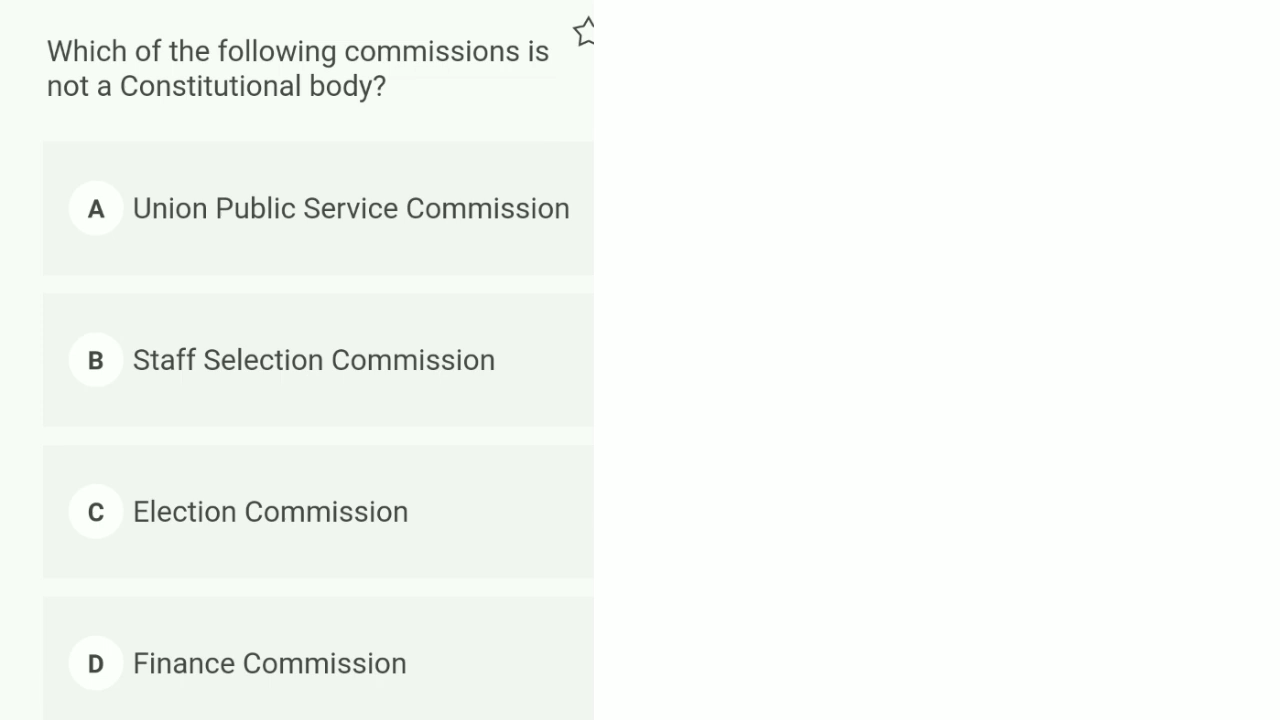 Which of the following commissions is
not a Constitutional body?
A Union Public Service Commission
B Staff Selection Commission
C Election Commission
D Finance Commission